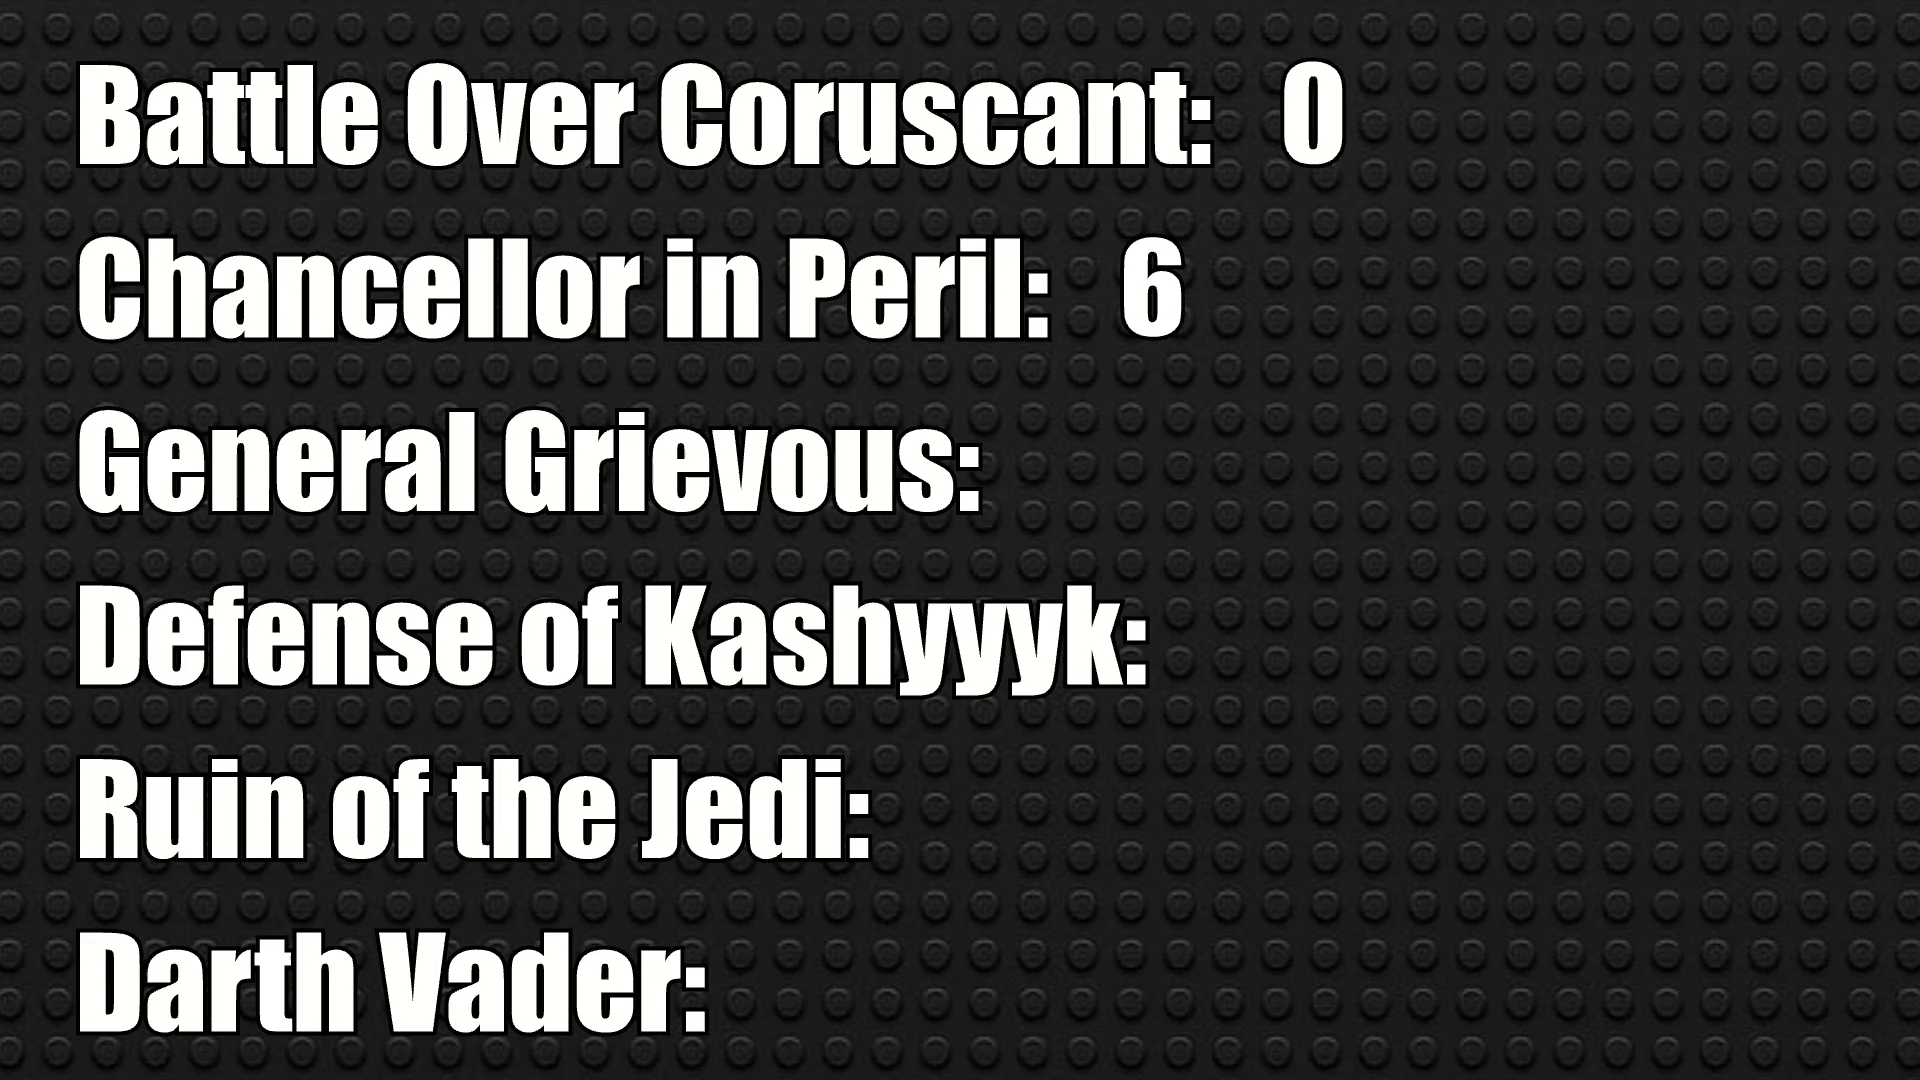 Battle Over Coruscant: 0
Chancellor in Peril: 6
General Grievous:
Defense of Kashyyyk:
Ruin of the Jedi:
Darth Vader: